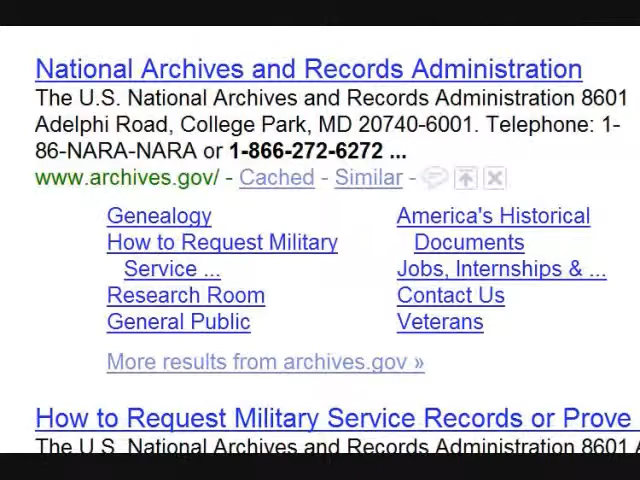 National Archives and Records Administration
The U.S. National Archives and Records Administration 8601
Adelphi Road, College Park, MD 20740-6001. Telephone: 1-
86-NARA-NARA or 1-866-272-6272 ...
www.archives.gov/ - Cached - Similar -
Genealogy
How to Request Military
Service ...
Research Room
General Public
America's Historical
Documents
Jobs, Internships & ...
Contact Us
Veterans
More results from archives.gov »
How to Request Military Service Records or Prove
The U.S. National Archives and Records Administration 8601